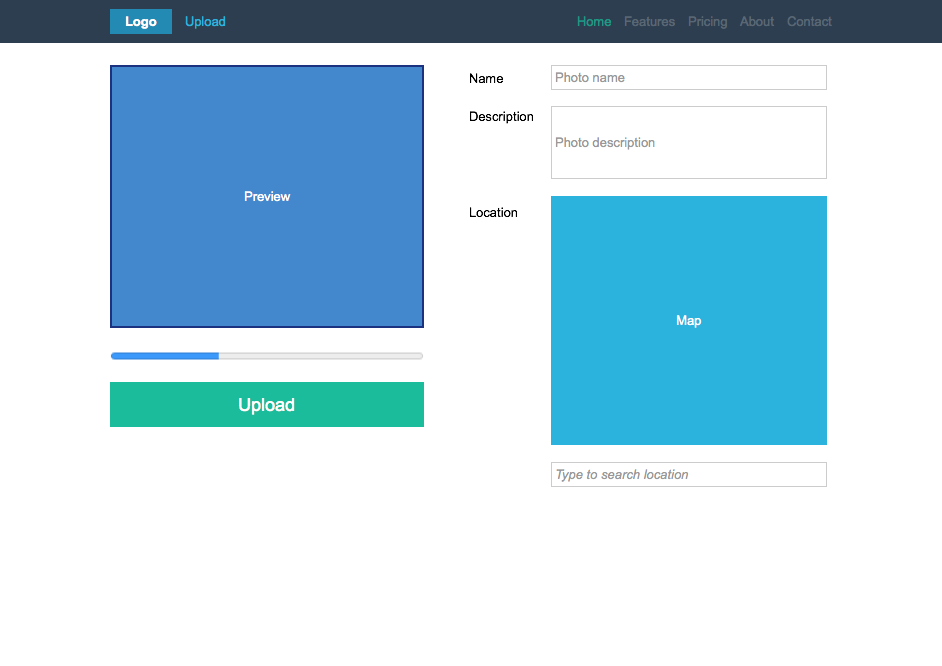 Logo Upload Home Features Pricing About Contact
Preview
Upload
Name Photo name
Description Photo description
Location
Map
Type to search location